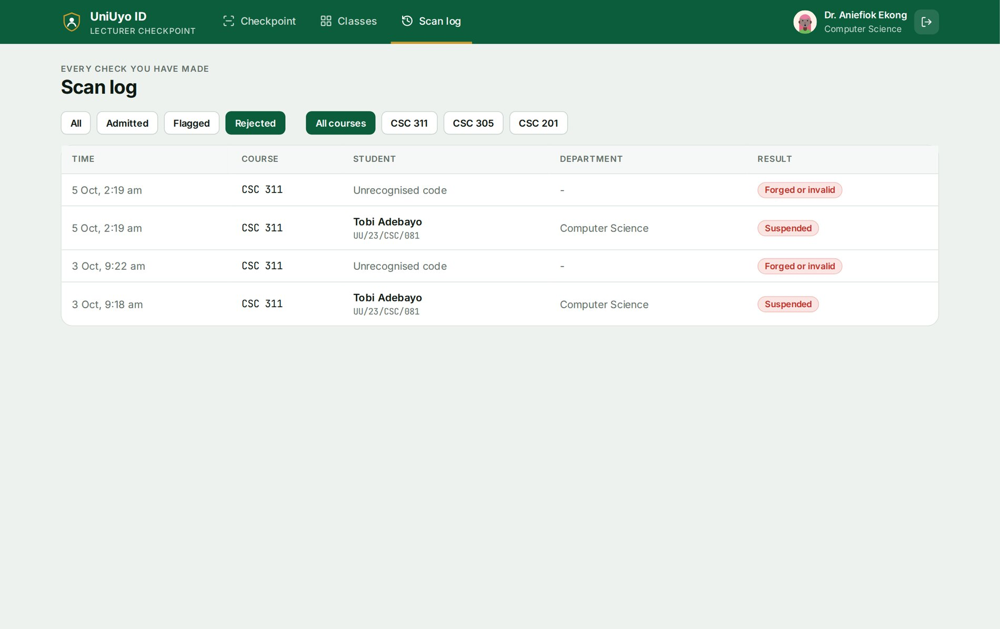 UniUyo ID
LECTURER CHECKPOINT
Checkpoint
Classes
Scan log
Dr. Aniefiok Ekong
Computer Science
EVERY CHECK YOU HAVE MADE
Scan log
All
Admitted
Flagged
Rejected
All courses
CSC 311
CSC 305
CSC 201
TIME COURSE STUDENT DEPARTMENT RESULT
5 Oct, 2:19 am CSC 311 Unrecognised code - Forged or invalid
5 Oct, 2:19 am CSC 311 Tobi Adebayo Computer Science Suspended
UU/23/CSC/081
3 Oct, 9:22 am CSC 311 Unrecognised code - Forged or invalid
3 Oct, 9:18 am CSC 311 Tobi Adebayo Computer Science Suspended
UU/23/CSC/081